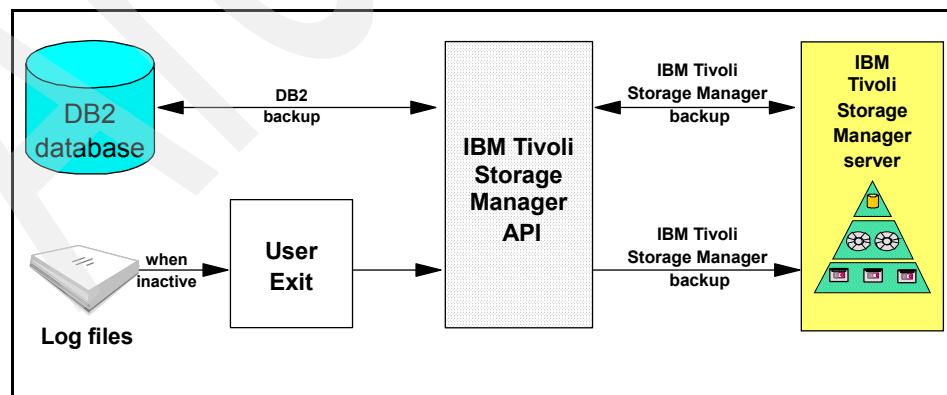 DB2
database
DB2
backup
IBM Tivoli
Storage
Manager
API
IBM Tivoli
Storage Manager
backup
IBM
Tivoli
Storage
Manager
server
Log files
when
inactive
User
Exit
IBM Tivoli
Storage Manager
backup